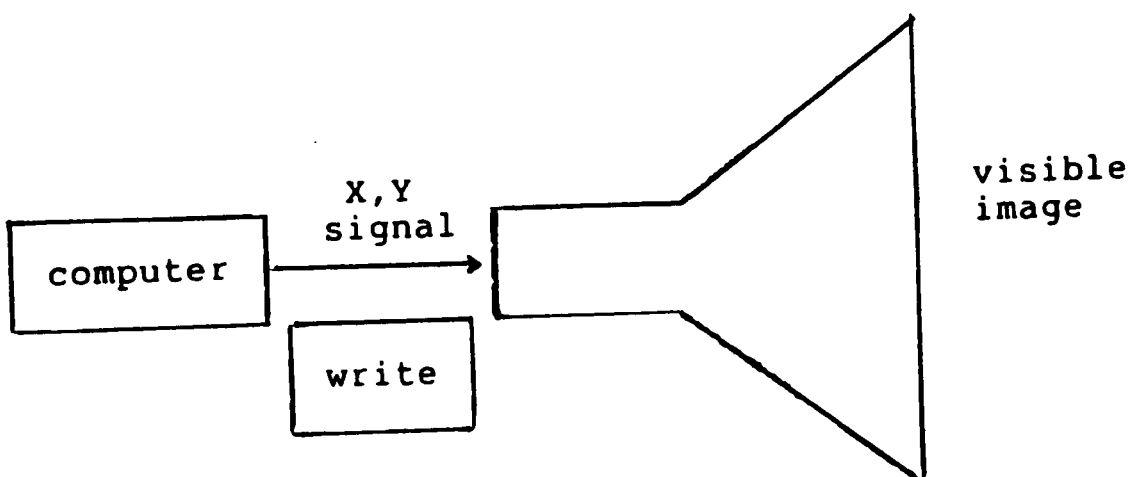 X,Y
signal
visible
image
computer
write